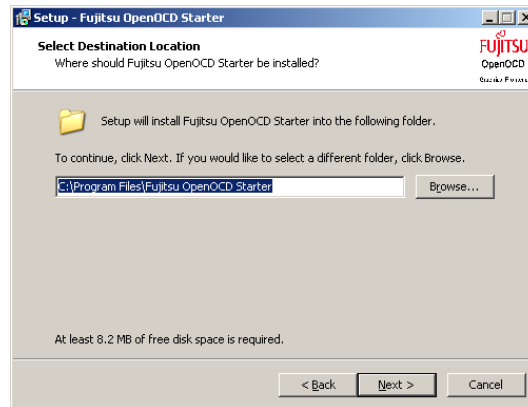 Setup - Fujitsu OpenOCD Starter
Select Destination Location
Where should Fujitsu OpenOCD Starter be installed?
FUJITSU
OpenOCD
Setup will install Fujitsu OpenOCD Starter into the following folder.
To continue, click Next. If you would like to select a different folder, click Browse.
C:\Program Files\Fujitsu OpenOCD Starter
Browse...
At least 8.2 MB of free disk space is required.
< Back
Next >
Cancel